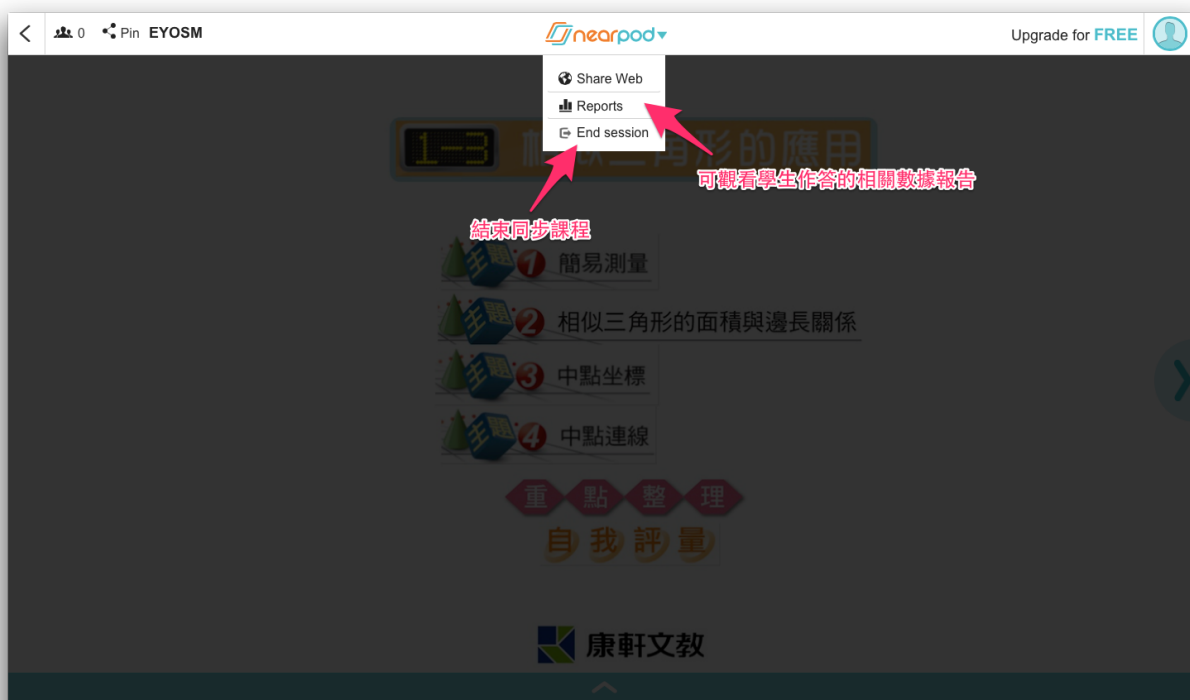 0 Pin EYOSM
nearpod
Upgrade for FREE
Share Web
Reports
End session
1-3 相似三角形的應用
可觀看學生作答的相關數據報告
結束同步課程
主題 1 簡易測量
主題 2 相似三角形的面積與邊長關係
主題 3 中點坐標
主題 4 中點連線
重點整理
自我評量
康軒文教